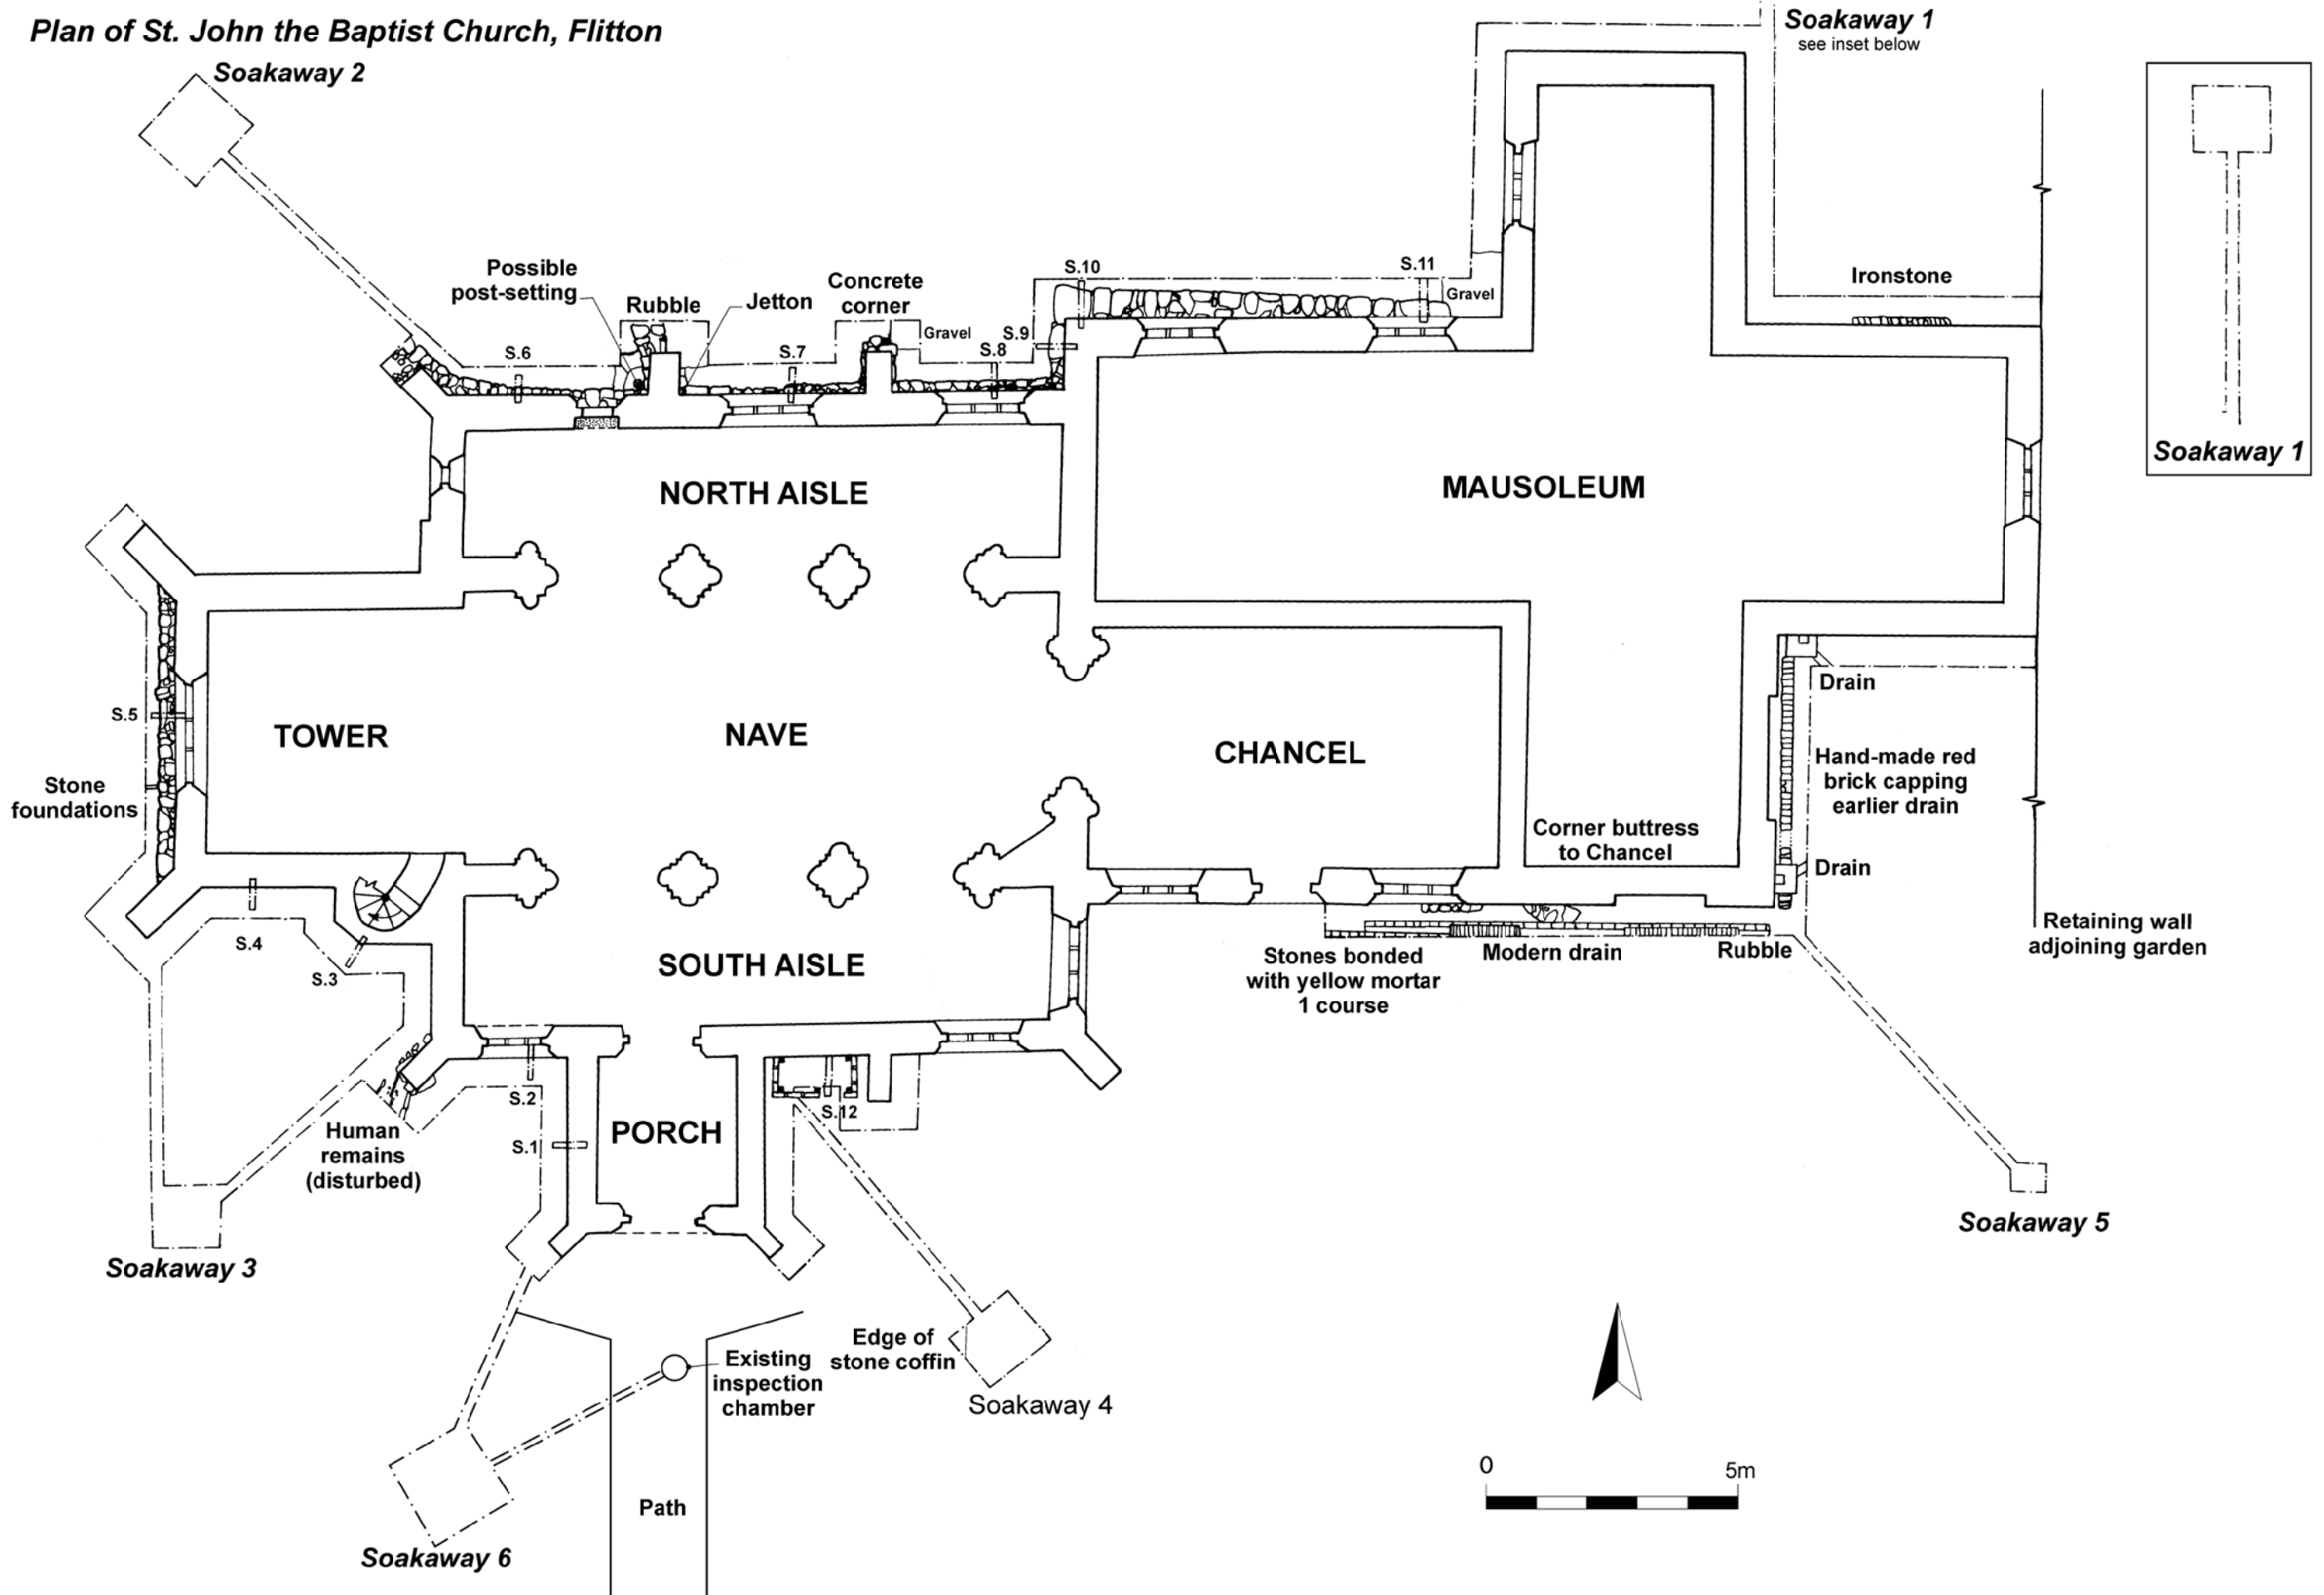 Plan of St. John the Baptist Church, Flitton
Soakaway 1
see inset below
Soakaway 2
Possible
post-setting
Rubble
Jetton
Concrete
corner
Gravel
S.6
S.7
S.8
S.9
S.10
S.11
Gravel
Ironstone
Soakaway 1
NORTH AISLE
MAUSOLEUM
S.5
TOWER
NAVE
CHANCEL
Drain
Stone
foundations
Hand-made red
brick capping
earlier drain
Corner buttress
to Chancel
Drain
Retaining wall
adjoining garden
S.4
S.3
SOUTH AISLE
Stones bonded
with yellow mortar
1 course
Modern drain
Rubble
S.2
S.12
S.1
PORCH
Human
remains
(disturbed)
Soakaway 3
Soakaway 5
Edge of
stone coffin
Existing
inspection
chamber
Soakaway 4
0
5m
Path
Soakaway 6